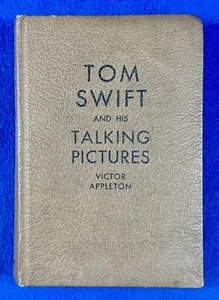 TOM
SWIFT
AND HIS
TALKING
PICTURES
VICTOR
APPLETON